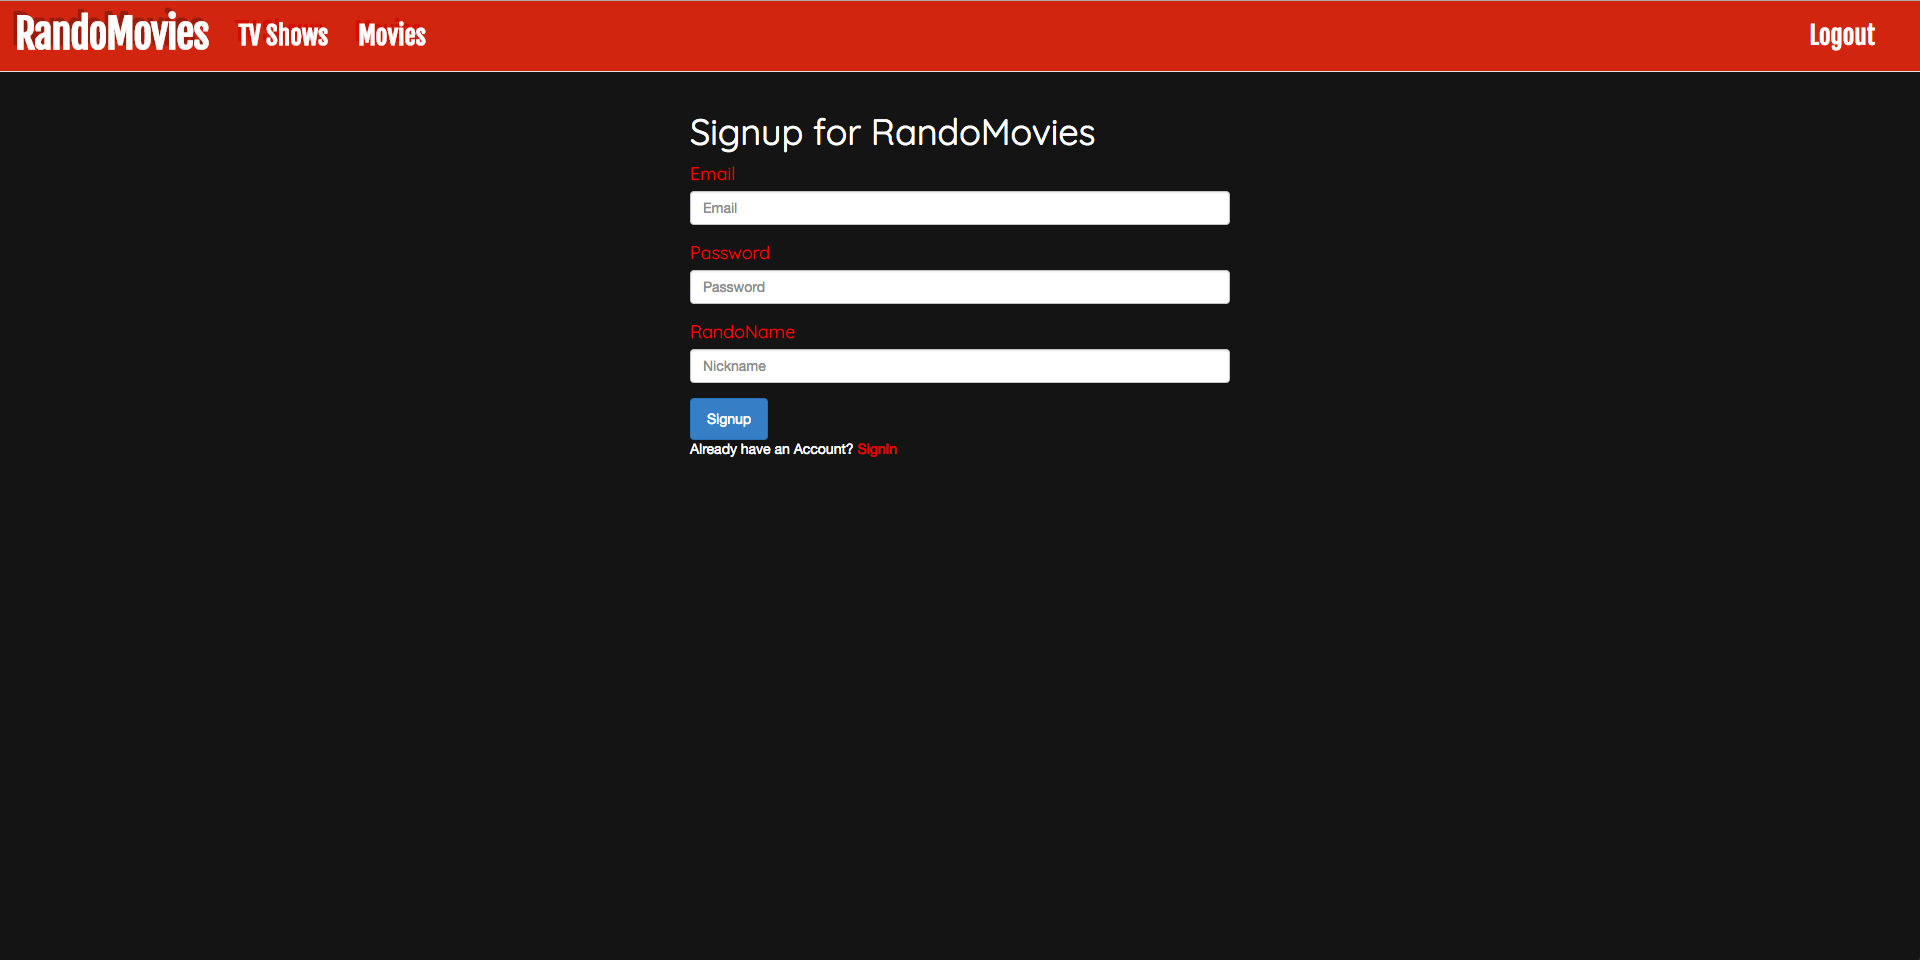 RandoMovies TV Shows Movies Logout
Signup for RandoMovies
Email
Email
Password
Password
RandoName
Nickname
Signup
Already have an Account? SignIn